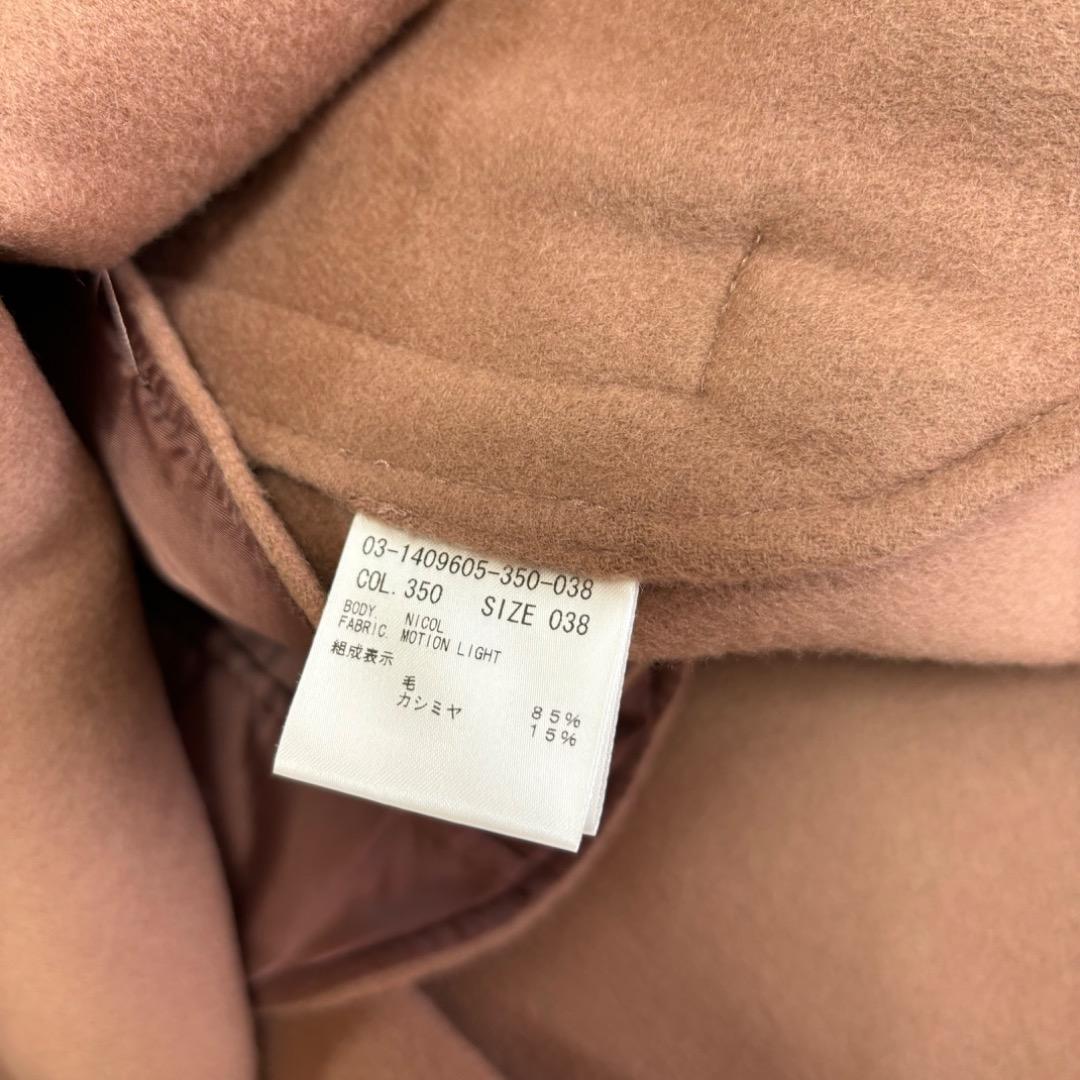 03-1409605-350-038
COL. 350 SIZE 038
BODY. NICOL
FABRIC. MOTION LIGHT
組成表示
毛 85%
カシミヤ 15%